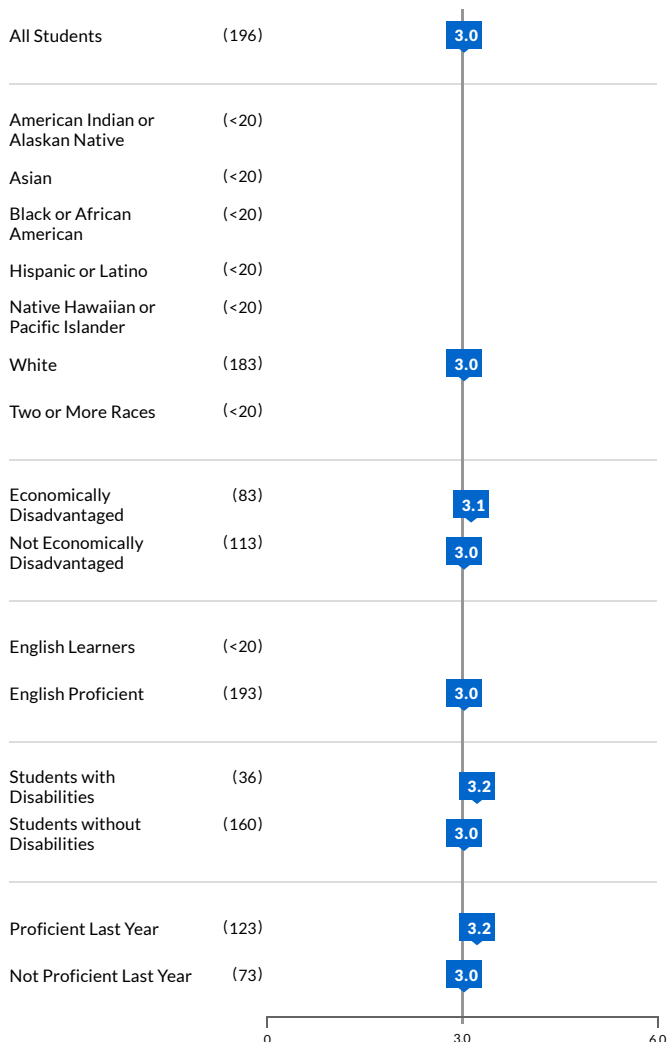 All Students (196) 3.0
American Indian or (<20)
Alaskan Native
Asian (<20)
Black or African (<20)
American
Hispanic or Latino (<20)
Native Hawaiian or (<20)
Pacific Islander
White (183) 3.0
Two or More Races (<20)
Economically (83) 3.1
Disadvantaged
Not Economically (113) 3.0
Disadvantaged
English Learners (<20)
English Proficient (193) 3.0
Students with (36) 3.2
Disabilities
Students without (160) 3.0
Disabilities
Proficient Last Year (123) 3.2
Not Proficient Last Year (73) 3.0
0 3.0 6.0